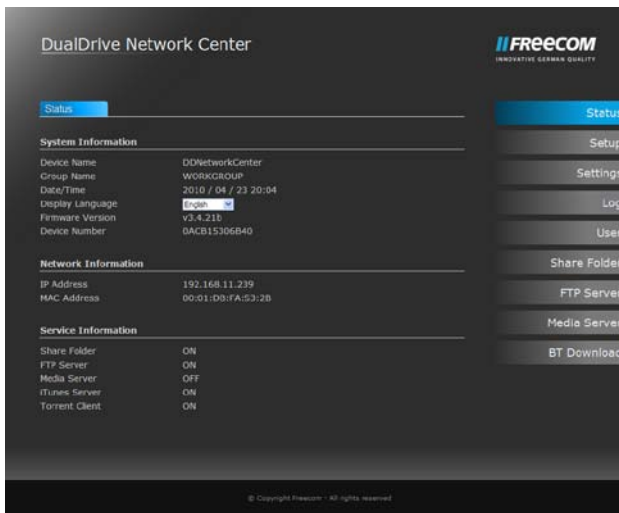 DualDrive Network Center
FREECOM
INNOVATIVE GERMAN QUALITY
Status
System Information
Device Name DDNetworkCenter
Group Name WORKGROUP
Date/Time 2010 / 04 / 23 20:04
Display Language English
Firmware Version v3.4.21b
Device Number 0ACB15306B40
Network Information
IP Address 192.168.11.239
MAC Address 00:01:DB:FA:53:2B
Service Information
Share Folder ON
FTP Server ON
Media Server OFF
iTunes Server ON
Torrent Client ON
Status
Setup
Settings
Log
User
Share Folder
FTP Server
Media Server
BT Download
© Copyright Freecom - All rights reserved